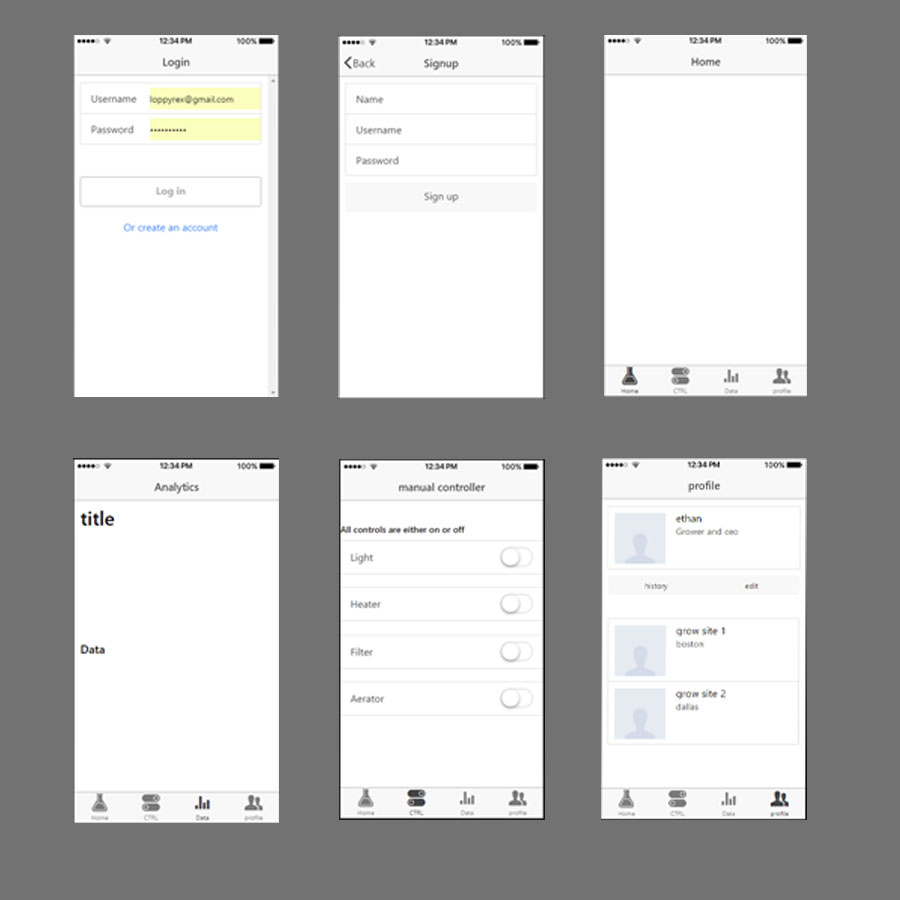 12:34 PM 100%
Login
Username loppyrex@gmail.com
Password ••••••••••
Log in
Or create an account
12:34 PM 100%
Back Signup
Name
Username
Password
Sign up
12:34 PM 100%
Home
Home CTRL Data profile
12:34 PM 100%
Analytics
title
Data
Home CTRL Data profile
12:34 PM 100%
manual controller
All controls are either on or off
Light
Heater
Filter
Aerator
Home CTRL Data profile
12:34 PM 100%
profile
ethan
Grower and ceo
history edit
grow site 1
boston
grow site 2
dallas
Home CTRL Data profile